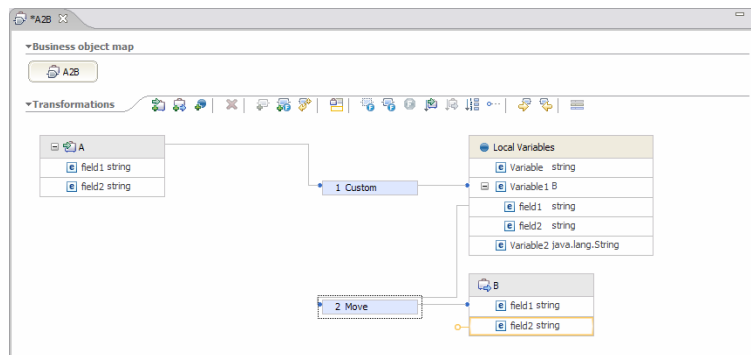 *A2B
Business object map
A2B
Transformations
A
field1 string
field2 string
1 Custom
Local Variables
Variable string
Variable1 B
field1 string
field2 string
Variable2 java.lang.String
2 Move
B
field1 string
field2 string